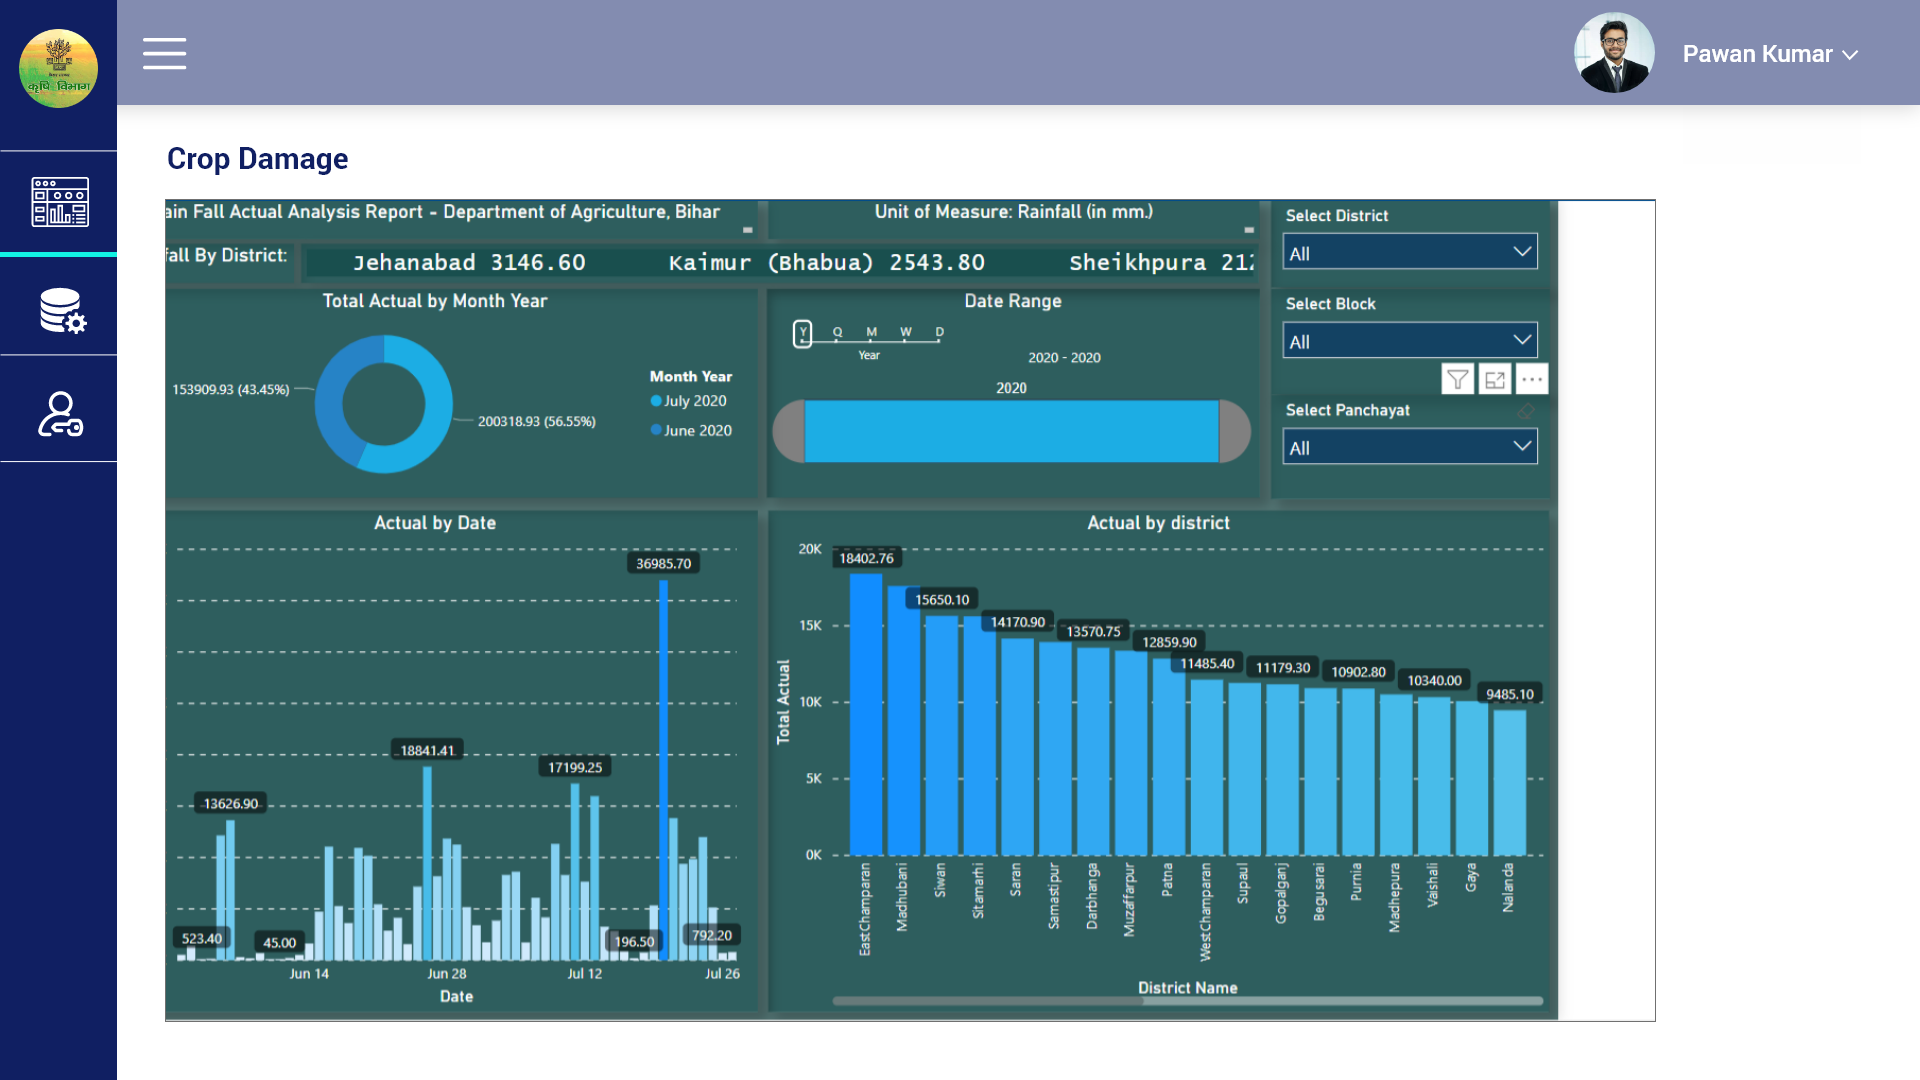 कृषि विभाग
Pawan Kumar
Crop Damage
ain Fall Actual Analysis Report - Department of Agriculture, Bihar
Unit of Measure: Rainfall (in mm.)
fall By District:
Jehanabad 3146.60 Kaimur (Bhabua) 2543.80 Sheikhpura 212
Select District
All
Select Block
All
Select Panchayat
All
Total Actual by Month Year
153909.93 (43.45%)
200318.93 (56.55%)
Month Year
July 2020
June 2020
Date Range
Y Q M W D
Year
2020 - 2020
2020
Actual by Date
36985.70
18841.41
17199.25
13626.90
523.40
45.00
196.50
792.20
Jun 14 Jun 28 Jul 12 Jul 26
Date
Actual by district
20K
15K
10K
5K
0K
Total Actual
18402.76
15650.10
14170.90
13570.75
12859.90
11485.40
11179.30
10902.80
10340.00
9485.10
EastChamparan
Madhubani
Siwan
Sitamarhi
Saran
Samastipur
Darbhanga
Muzaffarpur
Patna
WestChamparan
Supaul
Gopalganj
Begusarai
Purnia
Madhepura
Vaishali
Gaya
Nalanda
District Name